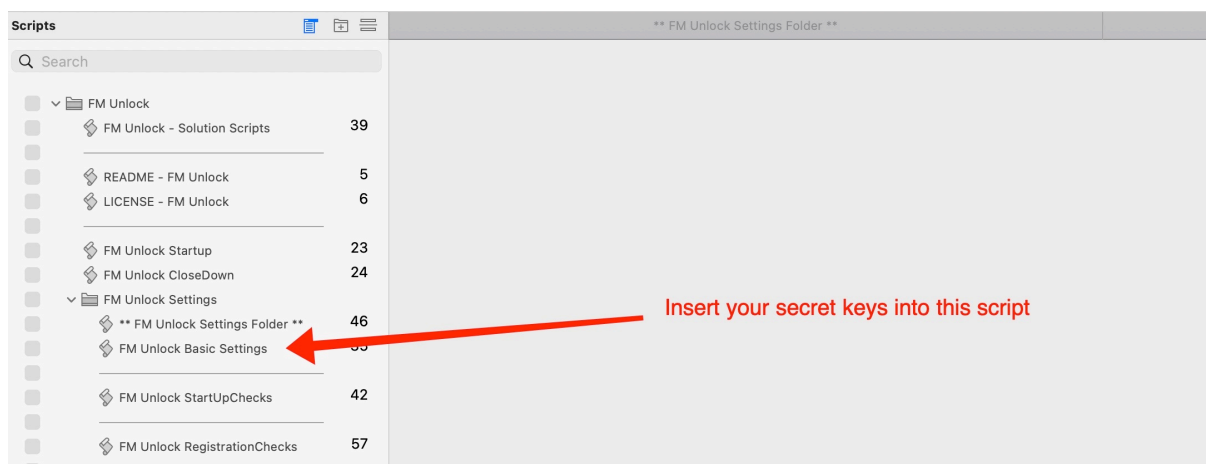 Scripts
** FM Unlock Settings Folder **
Search
FM Unlock
FM Unlock - Solution Scripts 39
README - FM Unlock 5
LICENSE - FM Unlock 6
FM Unlock Startup 23
FM Unlock CloseDown 24
FM Unlock Settings
Insert your secret keys into this script
** FM Unlock Settings Folder ** 46
FM Unlock Basic Settings
FM Unlock StartUpChecks 42
FM Unlock RegistrationChecks 57